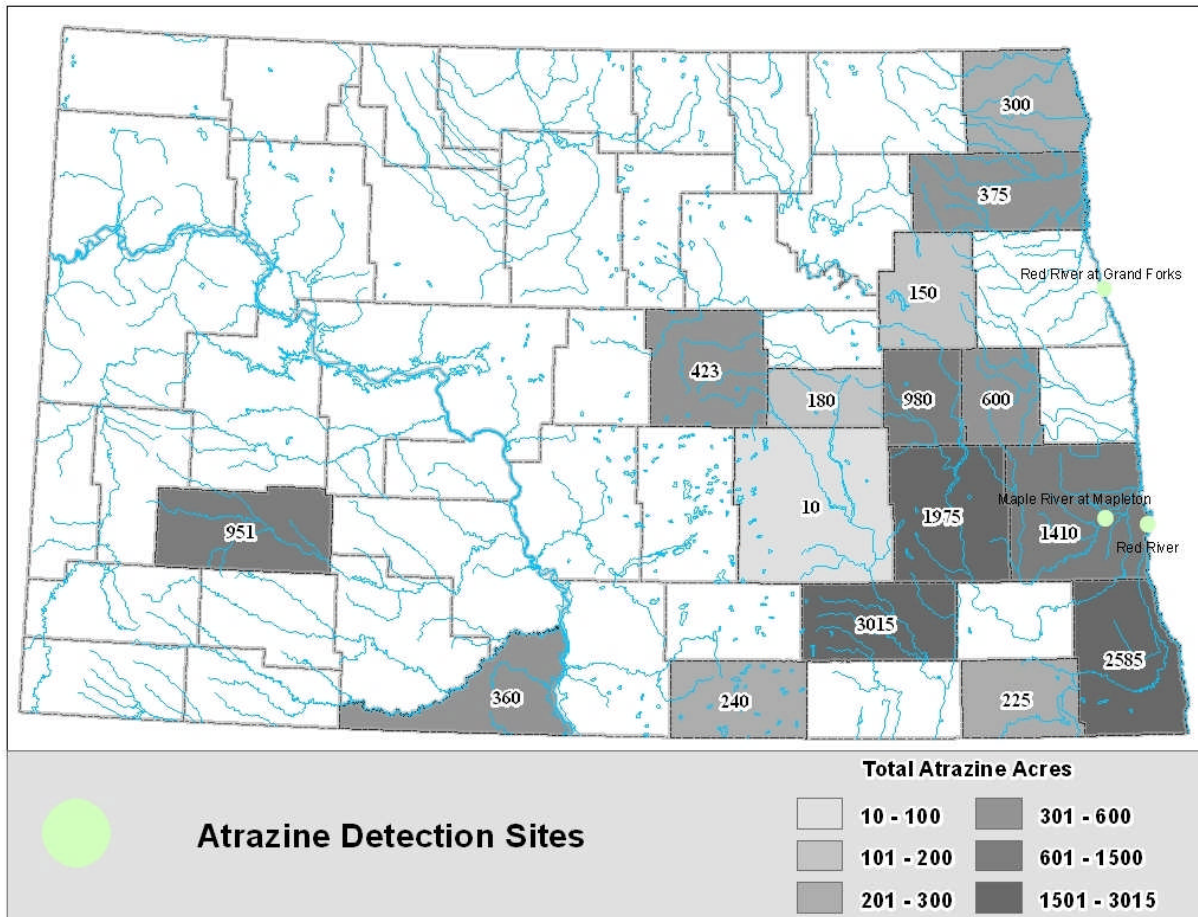 300
375
Red River at Grand Forks
150
423
180
980
600
Maple River at Mapleton
10
1975
1410
951
Red River
3015
2585
360
240
225
Total Atrazine Acres
Atrazine Detection Sites
10 - 100
101 - 200
201 - 300
301 - 600
601 - 1500
1501 - 3015